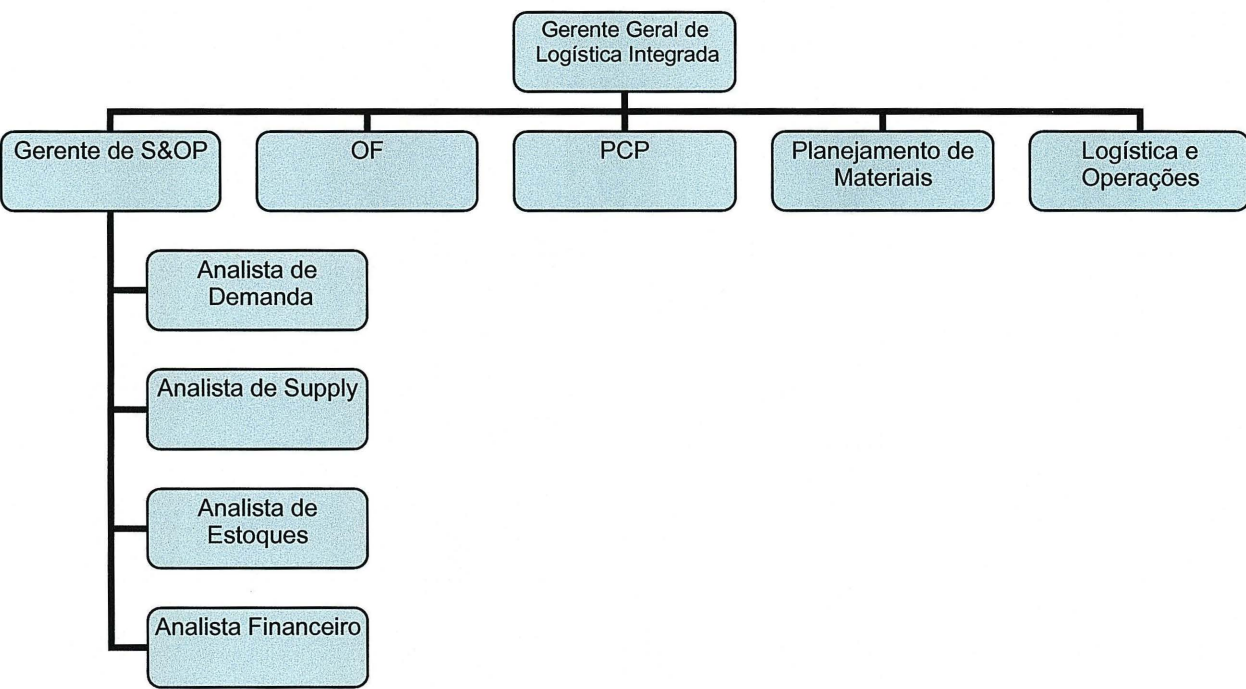 Gerente Geral de
Logística Integrada
Gerente de S&OP
OF
PCP
Planejamento de
Materiais
Logística e
Operações
Analista de
Demanda
Analista de Supply
Analista de
Estoques
Analista Financeiro